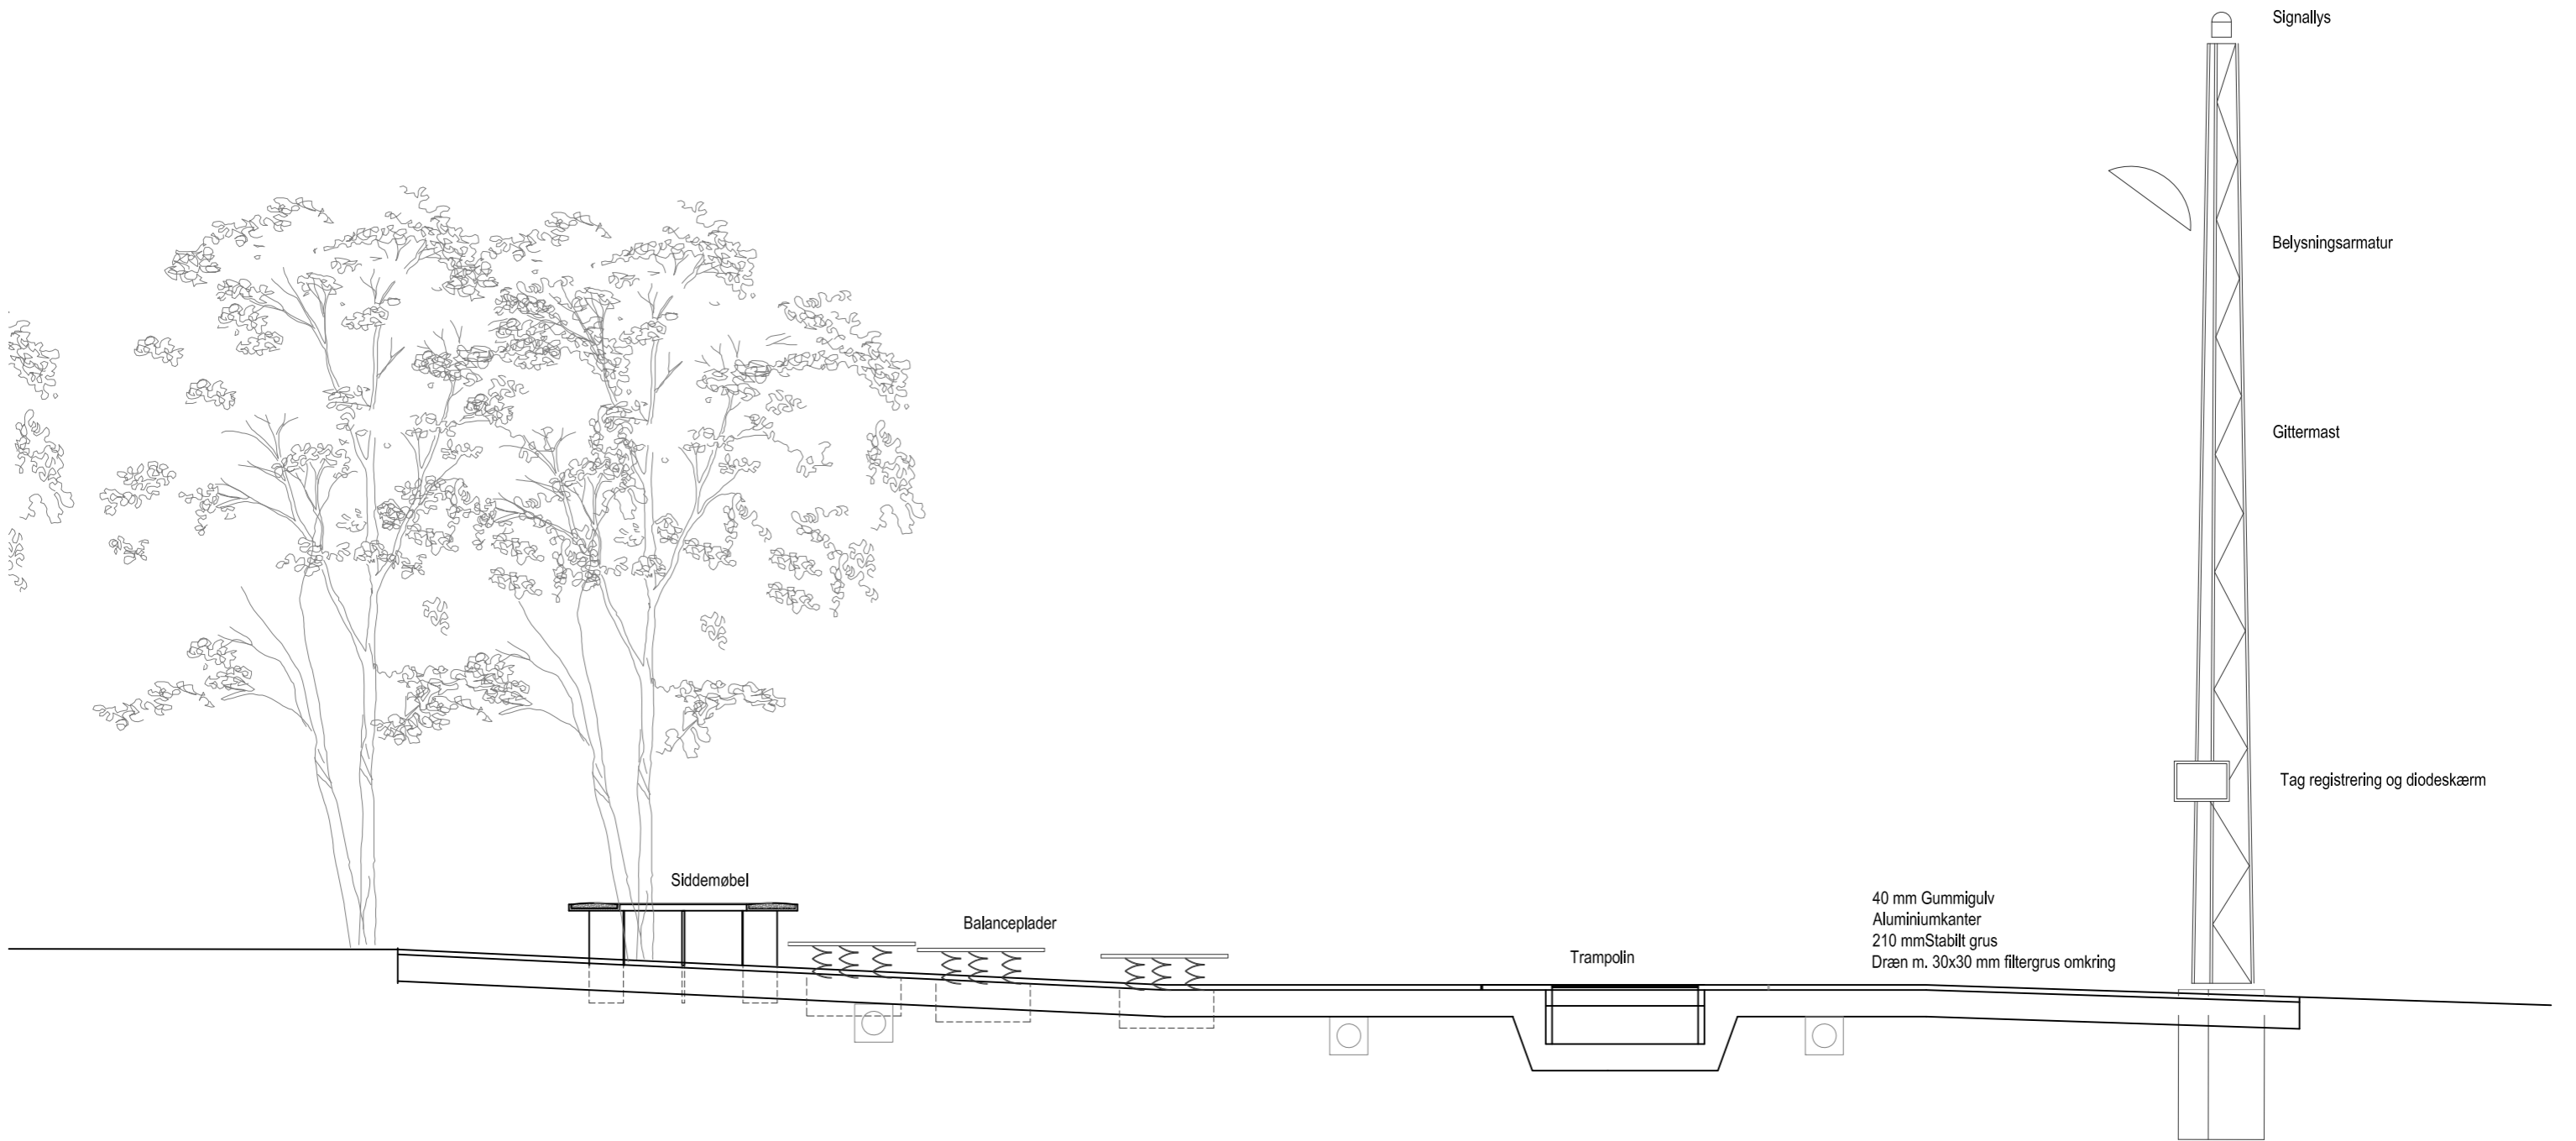 Signallys
Belysningsarmatur
Gittermast
Tag registrering og diodeskærm
Siddemøbel
Balanceplader
Trampolin
40 mm Gummigulv
Aluminiumkanter
210 mmStabilt grus
Dræn m. 30x30 mm filtergrus omkring